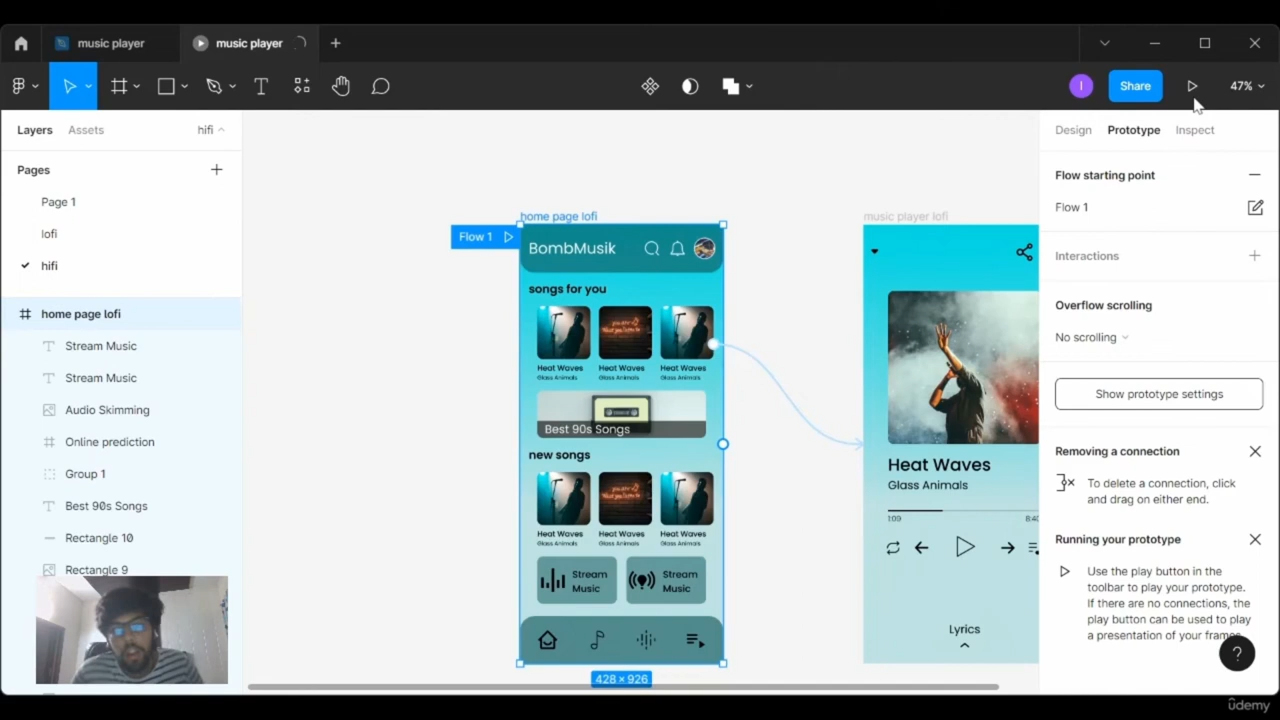 music player
music player
Share
47%
Layers
Assets
hifi
Pages
Page 1
lofi
hifi
home page lofi
Stream Music
Stream Music
Audio Skimming
Online prediction
Group 1
Best 90s Songs
Rectangle 10
Rectangle 9
home page lofi
Flow 1
BombMusik
songs for you
Heat Waves
Glass Animals
Heat Waves
Glass Animals
Heat Waves
Glass Animals
Best 90s Songs
new songs
Heat Waves
Glass Animals
Heat Waves
Glass Animals
Heat Waves
Glass Animals
Stream
Music
Stream
Music
428 × 926
music player lofi
Heat Waves
Glass Animals
1:09
8:40
Lyrics
Design
Prototype
Inspect
Flow starting point
Flow 1
Interactions
Overflow scrolling
No scrolling
Show prototype settings
Removing a connection
To delete a connection, click
and drag on either end.
Running your prototype
Use the play button in the
toolbar to play your prototype.
If there are no connections, the
play button can be used to play
a presentation of your frames.
?
I
ûdemy